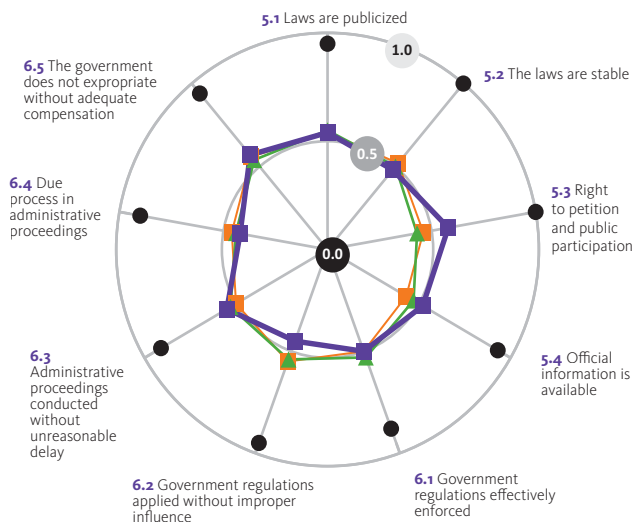 5.1 Laws are publicized
1.0
5.2 The laws are stable
6.5 The government
does not expropriate
without adequate
compensation
0.5
5.3 Right
to petition
and public
participation
6.4 Due
process in
administrative
proceedings
0.0
5.4 Official
information is
available
6.3
Administrative
proceedings
conducted
without
unreasonable
delay
6.2 Government regulations
applied without improper
influence
6.1 Government
regulations effectively
enforced